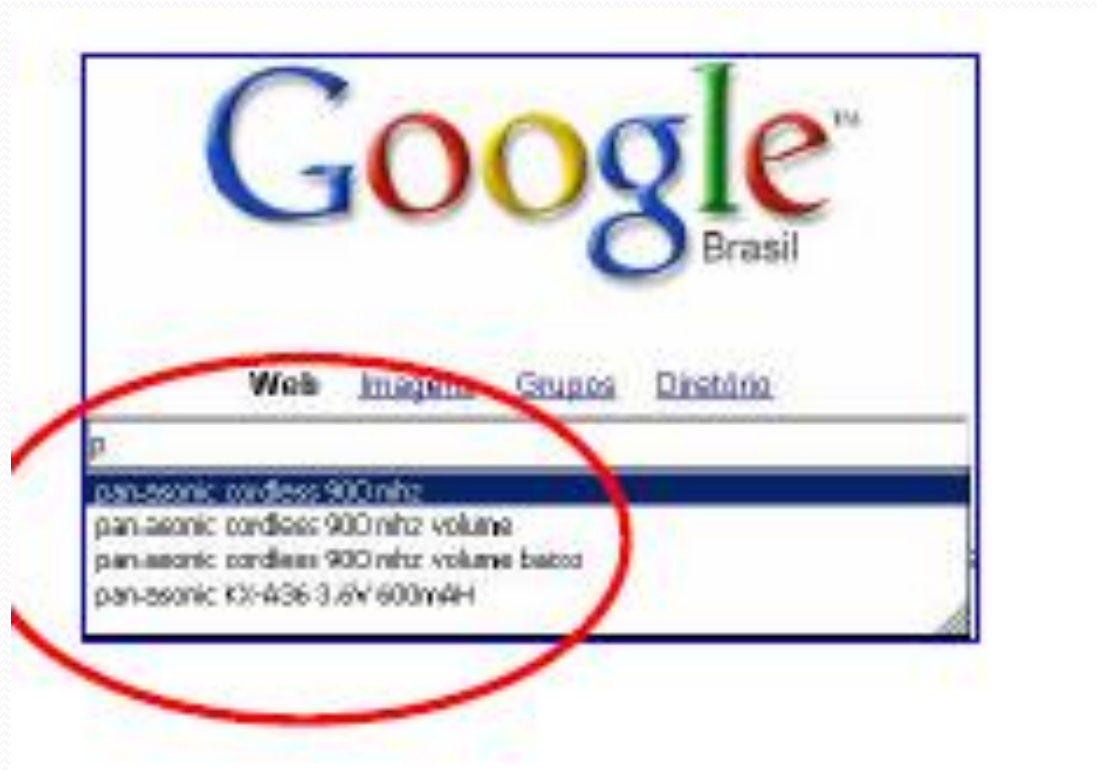 Google™
Brasil
Web Imagens Grupos Diretório
p
pan-asonic cordless 900 mhz
pan-asonic cordless 900 mhz volume
pan-asonic cordless 900 mhz volume baixo
pan-asonic KX-A36 3.6V 600mAH